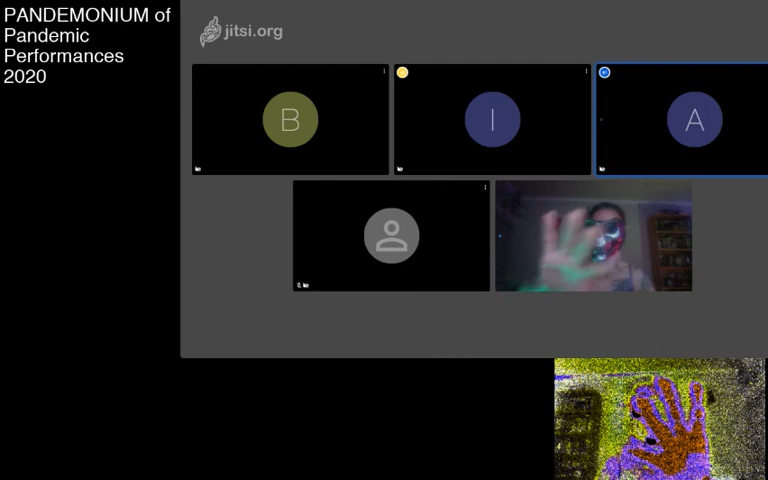 PANDEMONIUM of
Pandemic
Performances
2020
jitsi.org
B
I
A